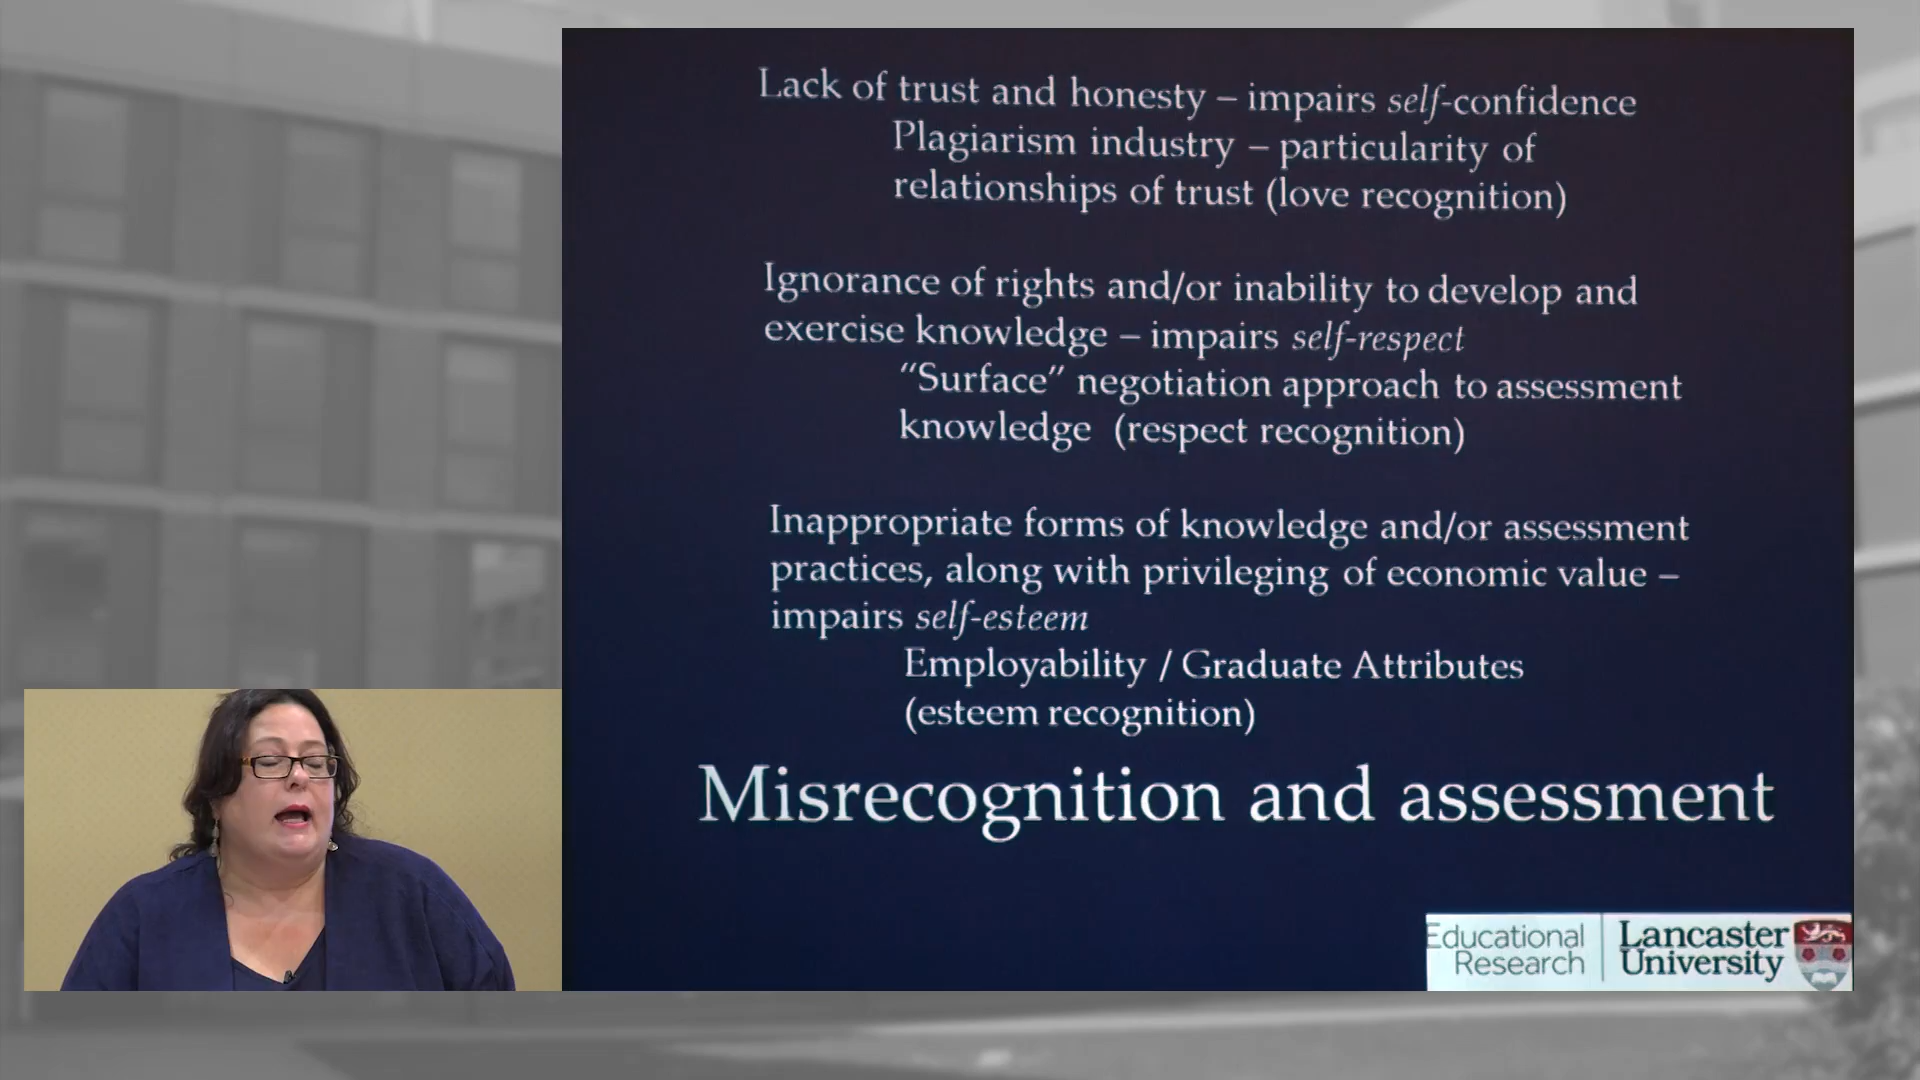 Lack of trust and honesty – impairs self-confidence
Plagiarism industry – particularity of
relationships of trust (love recognition)
Ignorance of rights and/or inability to develop and
exercise knowledge – impairs self-respect
“Surface” negotiation approach to assessment
knowledge (respect recognition)
Inappropriate forms of knowledge and/or assessment
practices, along with privileging of economic value –
impairs self-esteem
Employability / Graduate Attributes
(esteem recognition)
Misrecognition and assessment
Educational
Research
Lancaster
University